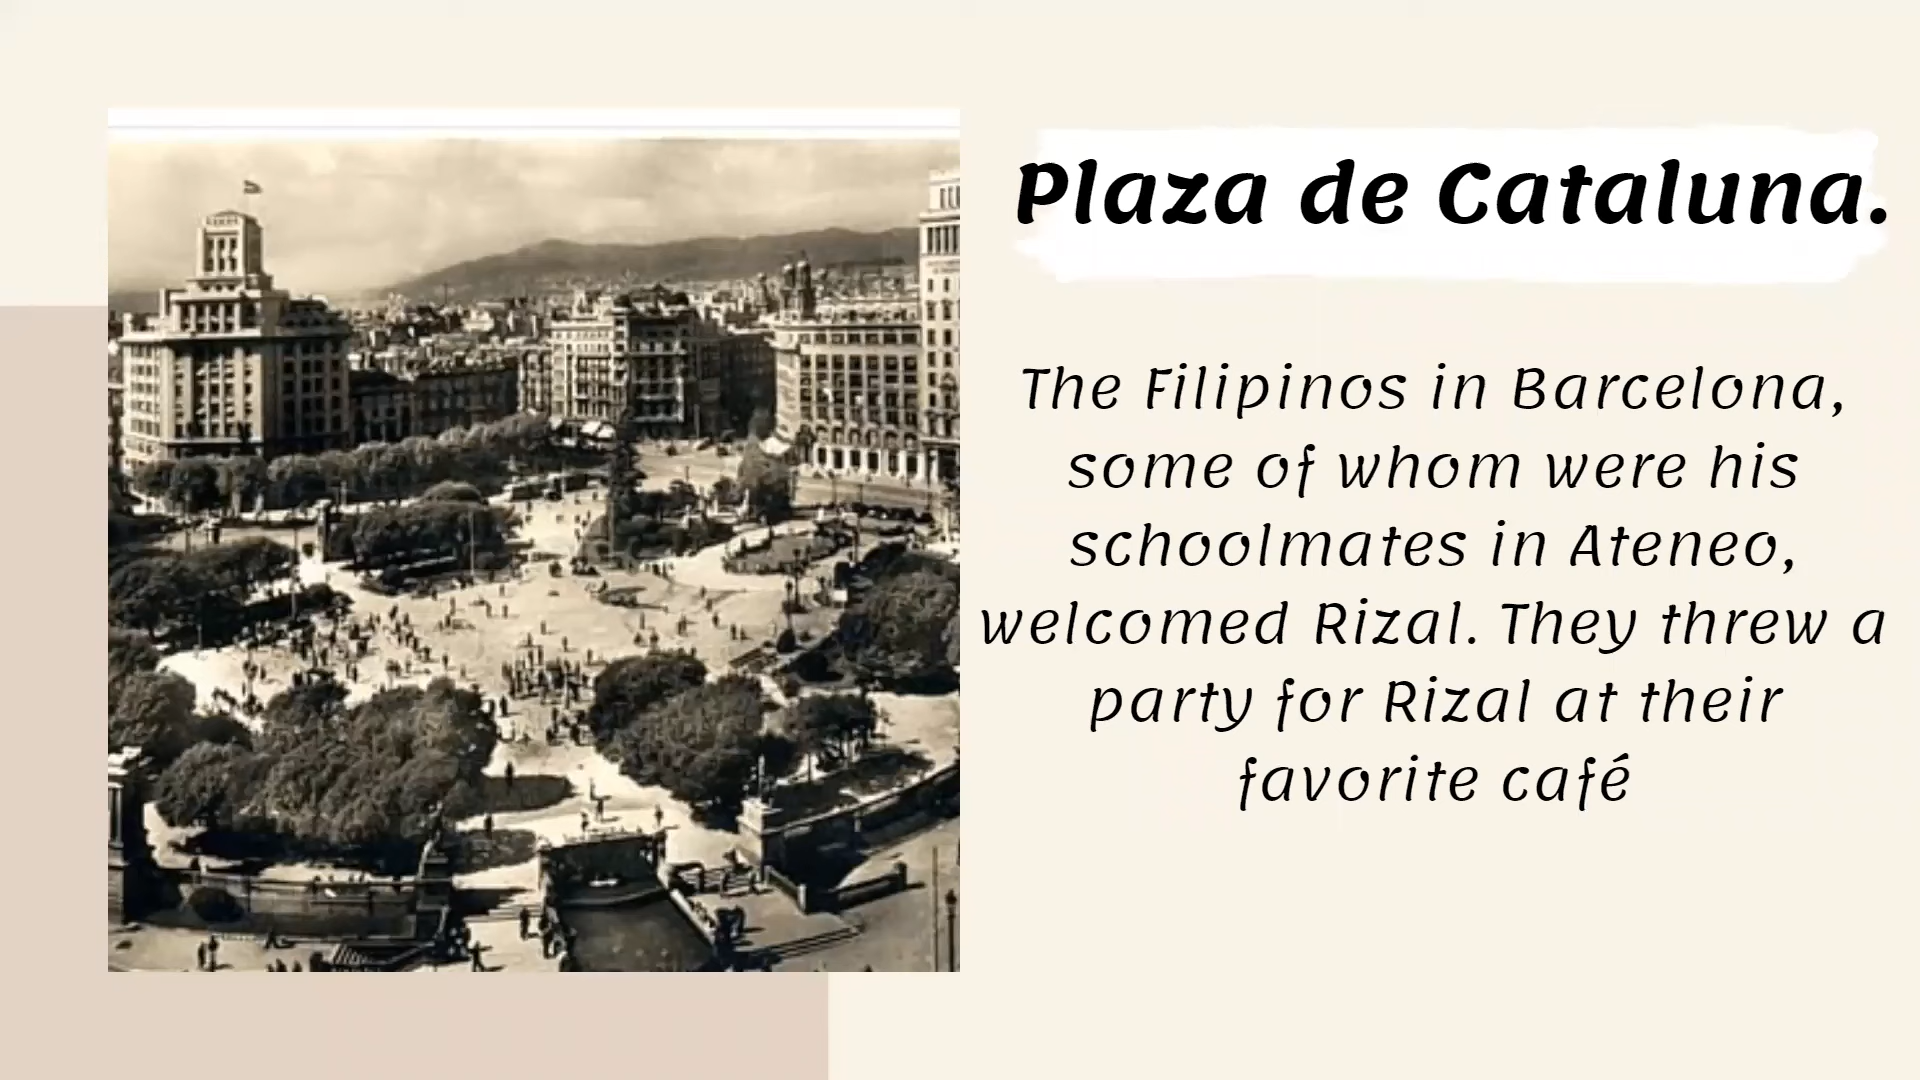 Plaza de Cataluna.
The Filipinos in Barcelona,
some of whom were his
schoolmates in Ateneo,
welcomed Rizal. They threw a
party for Rizal at their
favorite café